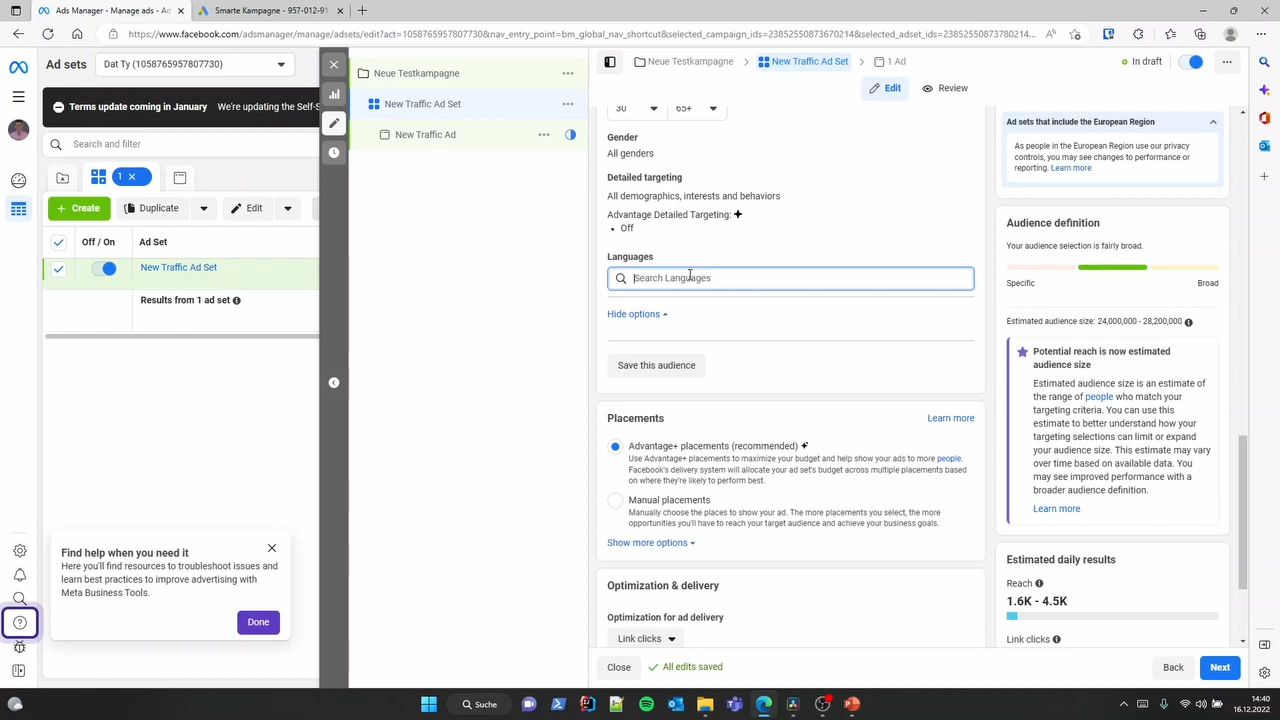 Ads Manager - Manage ads - Ad
Smarte Kampagne - 957-012-91
https://www.facebook.com/adsmanager/manage/adsets/edit?act=1058765957807730&nav_entry_point=bm_global_nav_shortcut&selected_campaign_ids=23852550873670214&selected_adset_ids=23852550873780214...
Ad sets
Dat Ty (1058765957807730)
Terms update coming in January
We're updating the Self-S
Search and filter
1
Create
Duplicate
Edit
Off / On
Ad Set
New Traffic Ad Set
Results from 1 ad set
Find help when you need it
Here you'll find resources to troubleshoot issues and
learn best practices to improve advertising with
Meta Business Tools.
Done
Neue Testkampagne
New Traffic Ad Set
New Traffic Ad
Neue Testkampagne
New Traffic Ad Set
1 Ad
In draft
Edit
Review
30
65+
Gender
All genders
Detailed targeting
All demographics, interests and behaviors
Advantage Detailed Targeting:
Off
Languages
Search Languages
Hide options
Save this audience
Placements
Learn more
Advantage+ placements (recommended)
Use Advantage+ placements to maximize your budget and help show your ads to more people.
Facebook's delivery system will allocate your ad set's budget across multiple placements based
on where they're likely to perform best.
Manual placements
Manually choose the places to show your ad. The more placements you select, the more
opportunities you'll have to reach your target audience and achieve your business goals.
Show more options
Optimization & delivery
Optimization for ad delivery
Link clicks
Close
All edits saved
Back
Next
Ad sets that include the European Region
As people in the European Region use our privacy
controls, you may see changes to performance or
reporting. Learn more
Audience definition
Your audience selection is fairly broad.
Specific
Broad
Estimated audience size: 24,000,000 - 28,200,000
Potential reach is now estimated
audience size
Estimated audience size is an estimate of
the range of people who match your
targeting criteria. You can use this
estimate to better understand how your
targeting selections can limit or expand
your audience size. This estimate may
vary over time based on available data. You
may see improved performance with a
broader audience definition.
Learn more
Estimated daily results
Reach
1.6K - 4.5K
Link clicks
Suche
14:40
16.12.2022